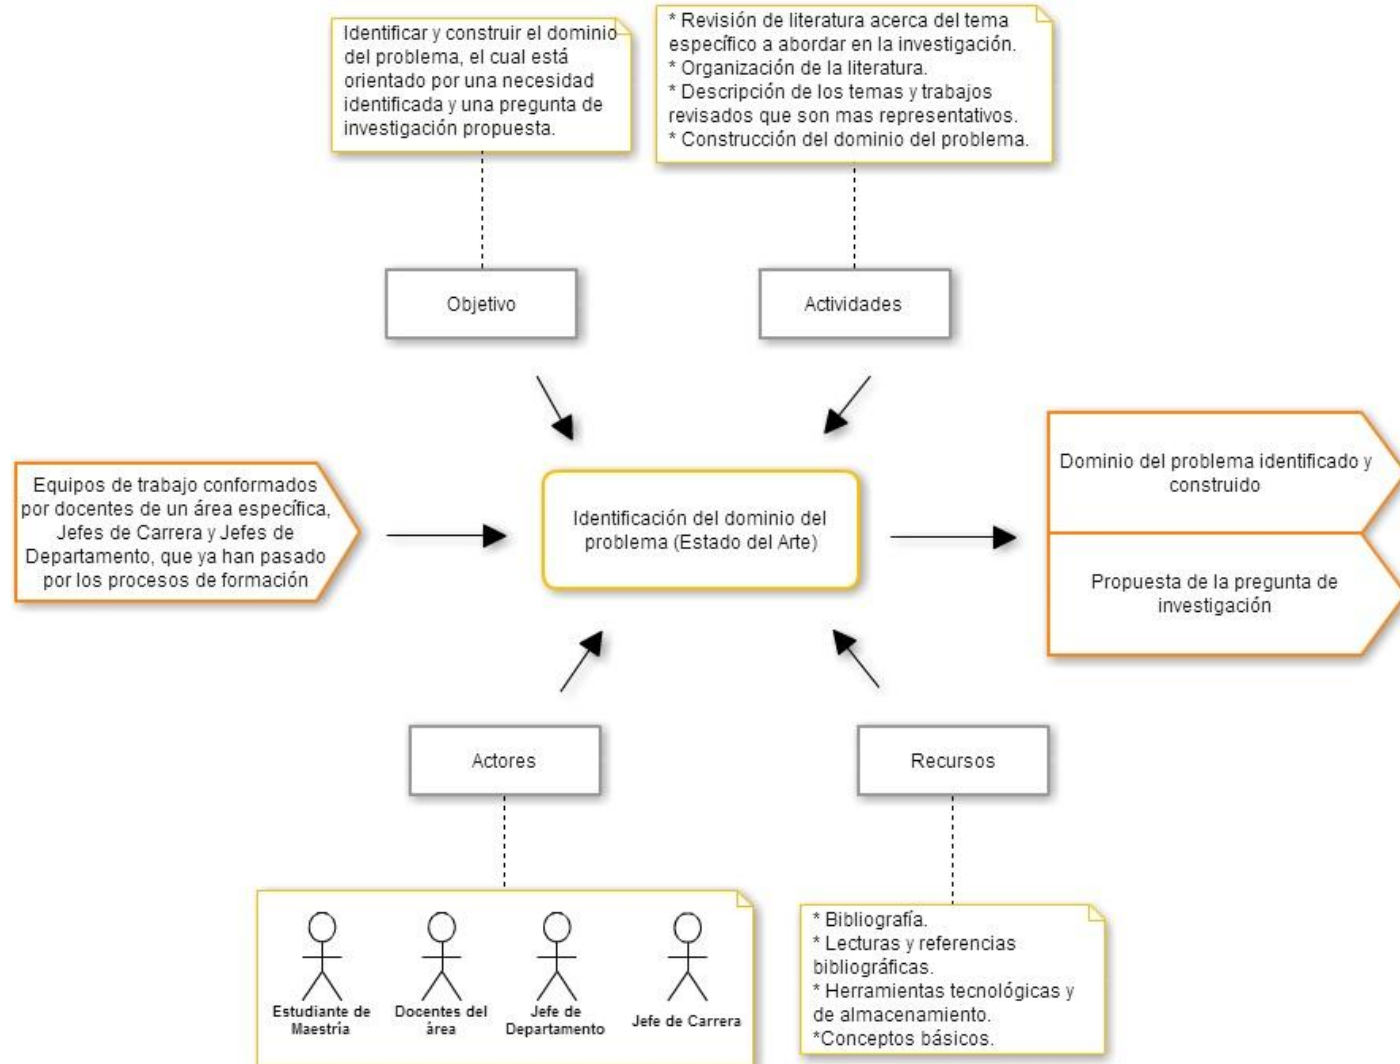 Identificar y construir el dominio
del problema, el cual está
orientado por una necesidad
identificada y una pregunta de
investigación propuesta.
* Revisión de literatura acerca del tema
específico a abordar en la investigación.
* Organización de la literatura.
* Descripción de los temas y trabajos
revisados que son mas representativos.
* Construcción del dominio del problema.
Objetivo
Actividades
Equipos de trabajo conformados
por docentes de un área específica,
Jefes de Carrera y Jefes de
Departamento, que ya han pasado
por los procesos de formación
Identificación del dominio del
problema (Estado del Arte)
Dominio del problema identificado y
construido
Propuesta de la pregunta de
investigación
Actores
Recursos
Estudiante de
Maestría
Docentes del
área
Jefe de
Departamento
Jefe de Carrera
* Bibliografía.
* Lecturas y referencias
bibliográficas.
* Herramientas tecnológicas y
de almacenamiento.
*Conceptos básicos.